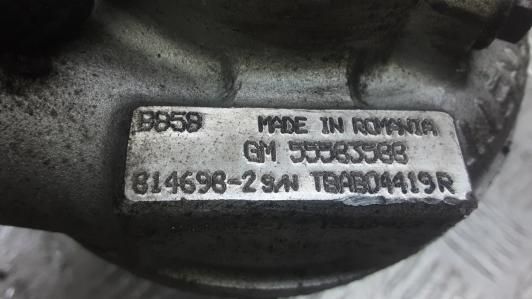 B858 MADE IN ROMANIA
GM 55583588
814698-2 S/N TBAB04419R